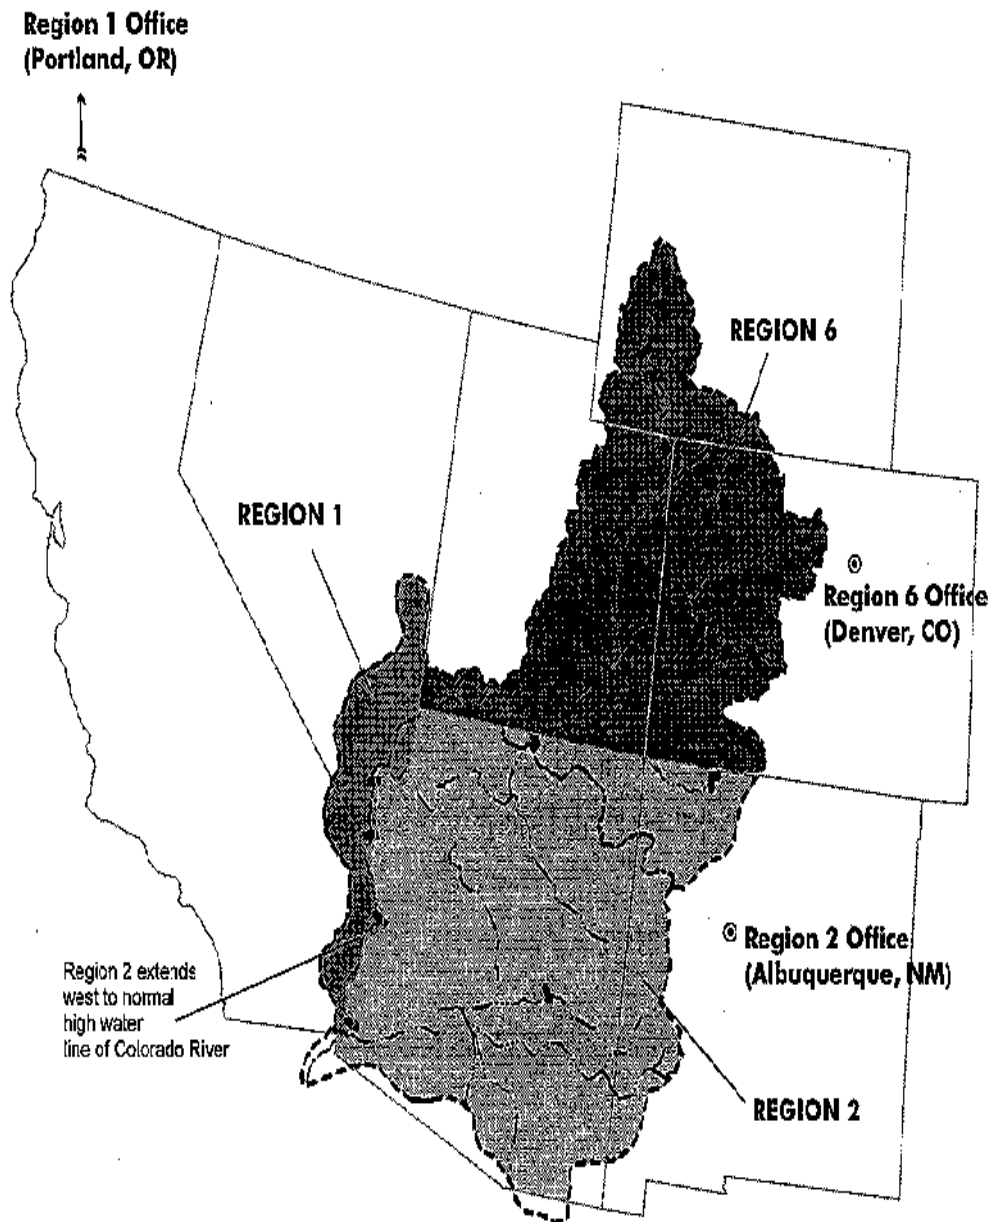 Region 1 Office
(Portland, OR)
REGION 6
REGION 1
Region 6 Office
(Denver, CO)
Region 2 Office
(Albuquerque, NM)
Region 2 extends
west to normal
high water
line of Colorado River
REGION 2